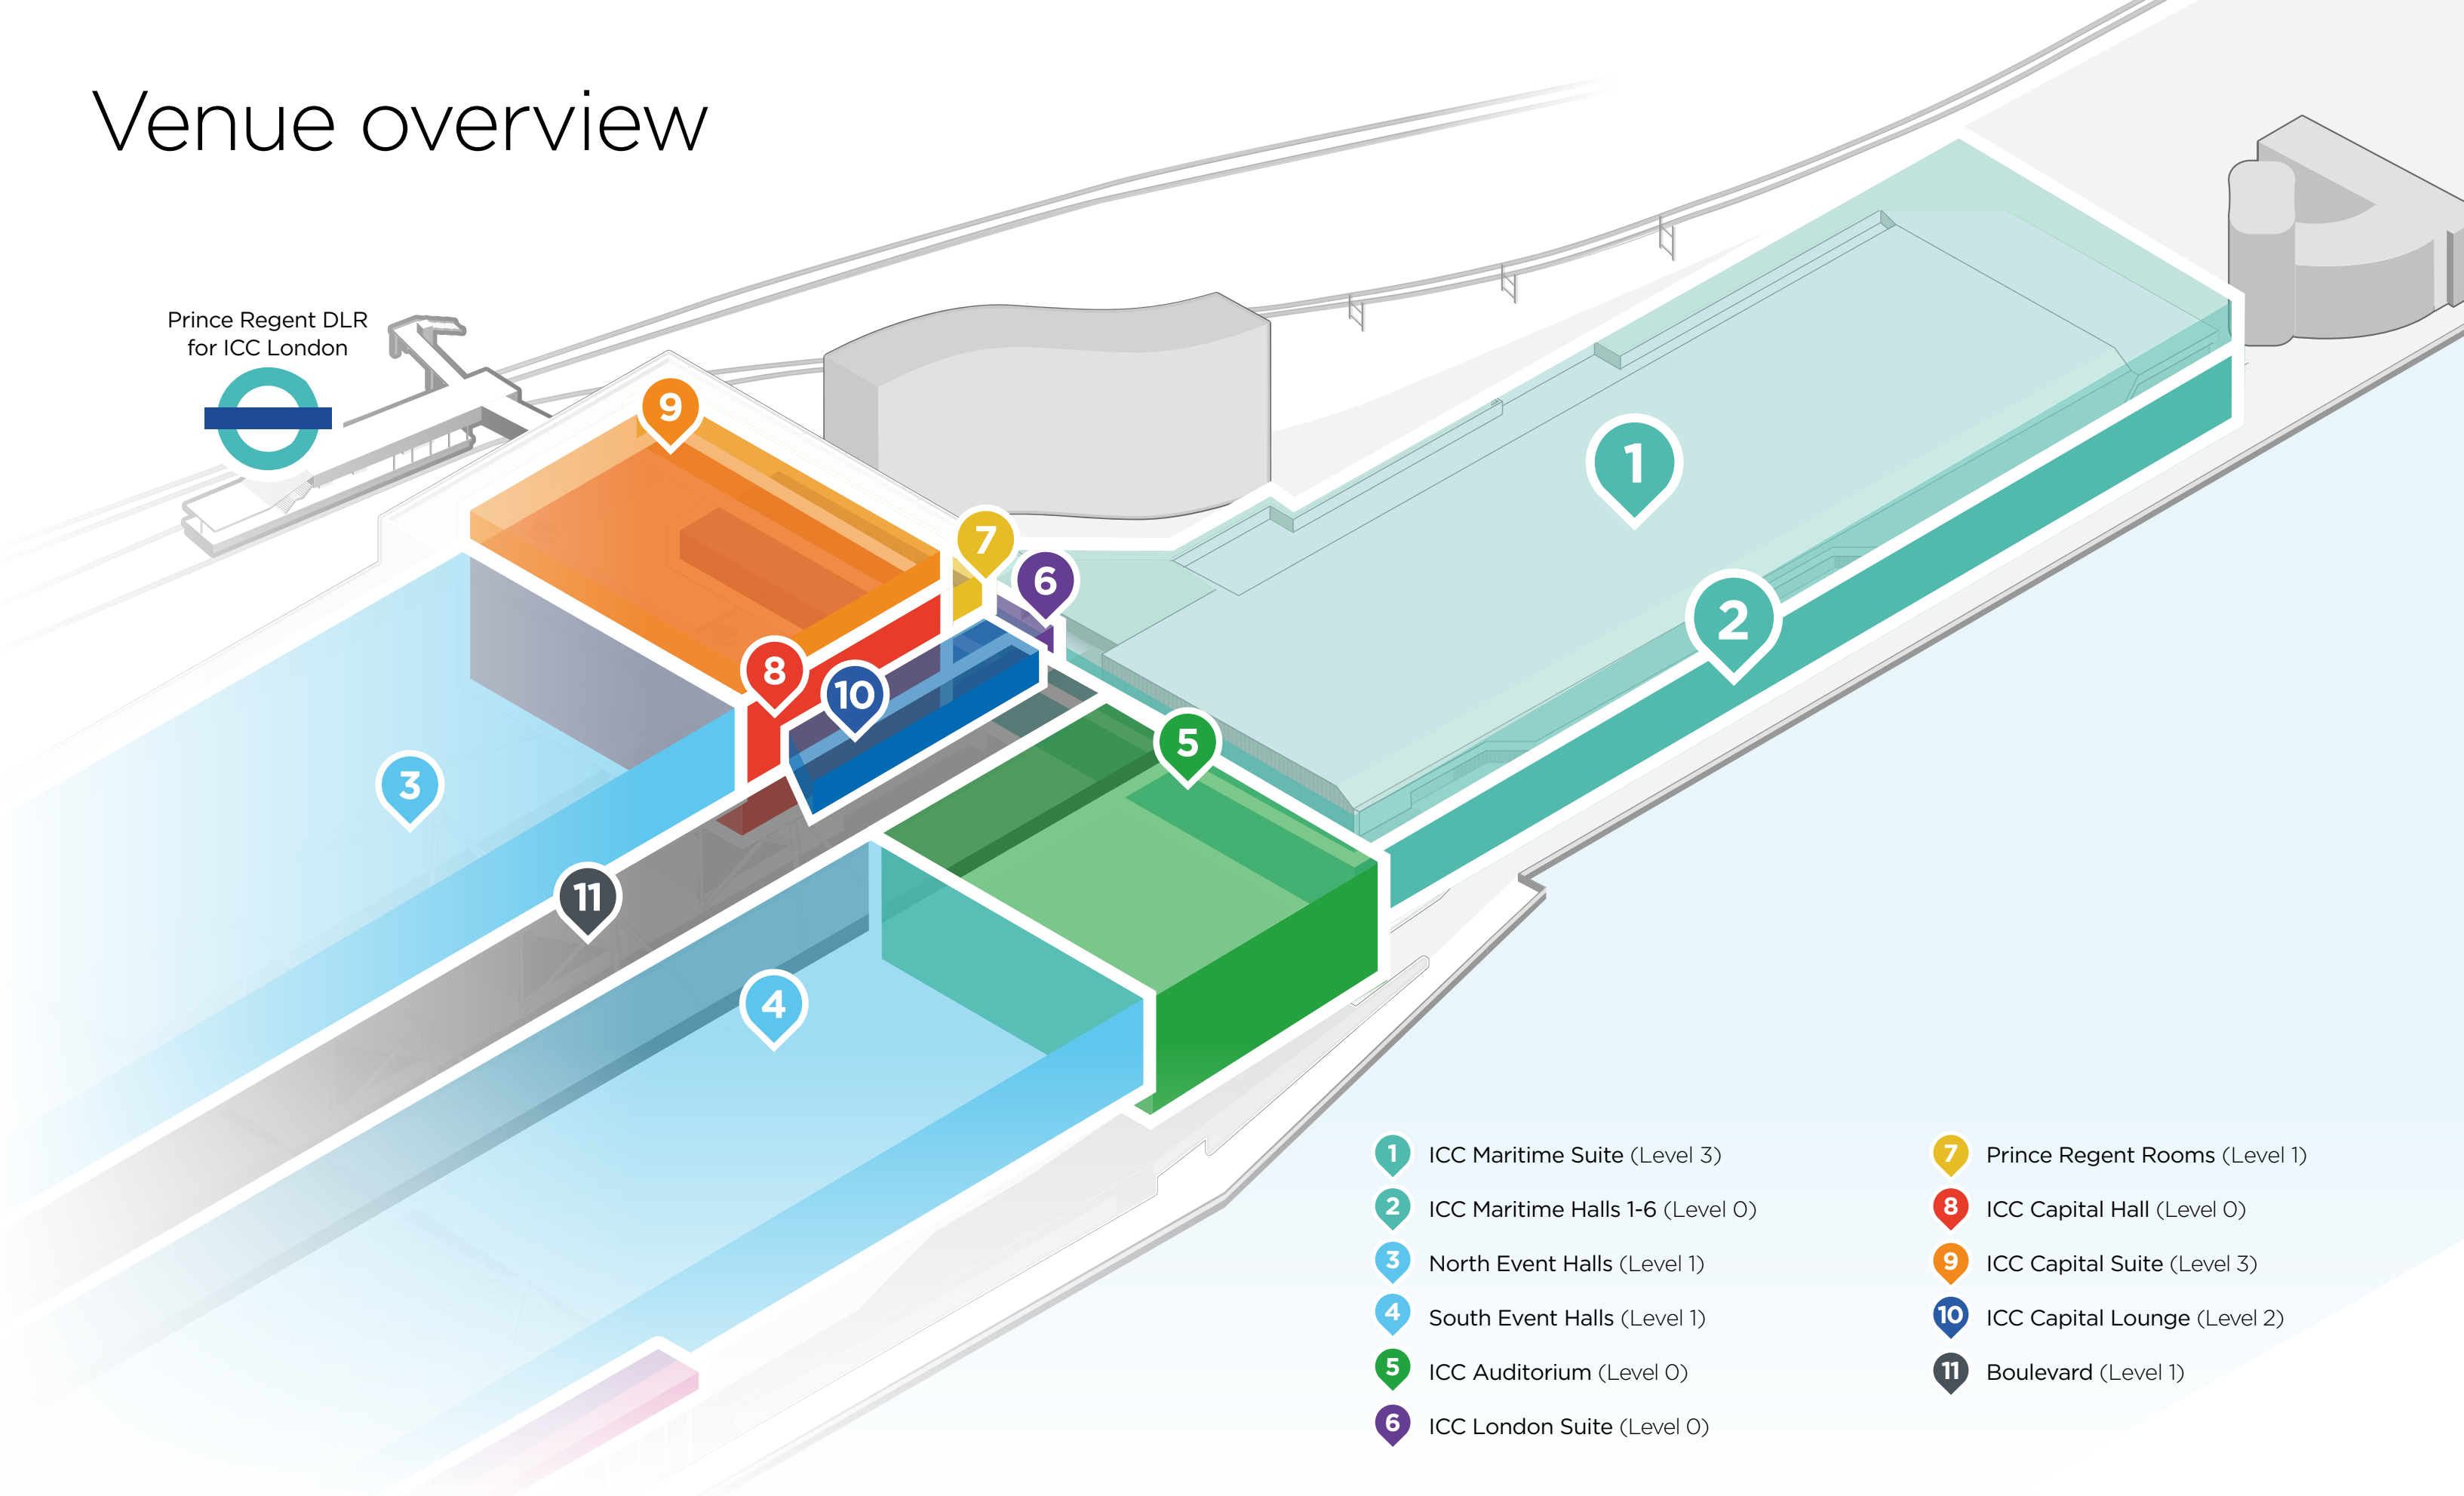 Venue overview
Prince Regent DLR
for ICC London
9
7
6
1
2
8
10
5
3
11
4
1 ICC Maritime Suite (Level 3)
2 ICC Maritime Halls 1-6 (Level 0)
3 North Event Halls (Level 1)
4 South Event Halls (Level 1)
5 ICC Auditorium (Level 0)
6 ICC London Suite (Level 0)
7 Prince Regent Rooms (Level 1)
8 ICC Capital Hall (Level 0)
9 ICC Capital Suite (Level 3)
10 ICC Capital Lounge (Level 2)
11 Boulevard (Level 1)